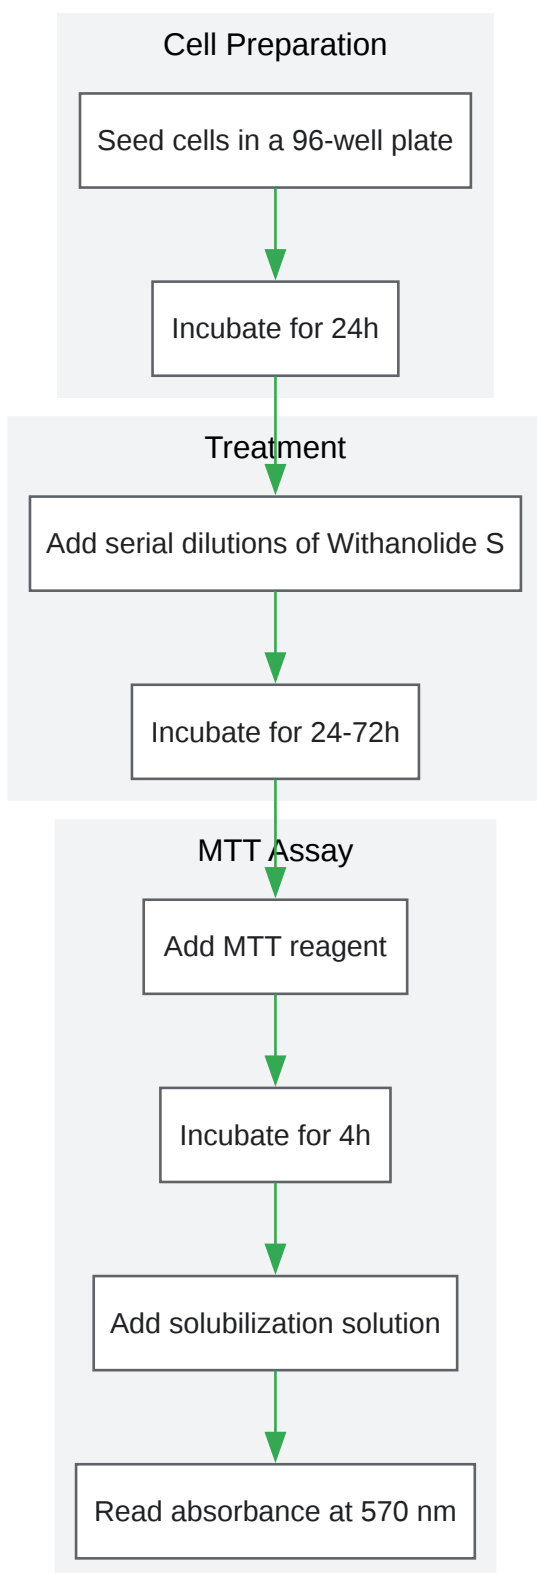 Cell Preparation
Seed cells in a 96-well plate
Incubate for 24h
Treatment
Add serial dilutions of Withanolide S
Incubate for 24-72h
MTT Assay
Add MTT reagent
Incubate for 4h
Add solubilization solution
Read absorbance at 570 nm